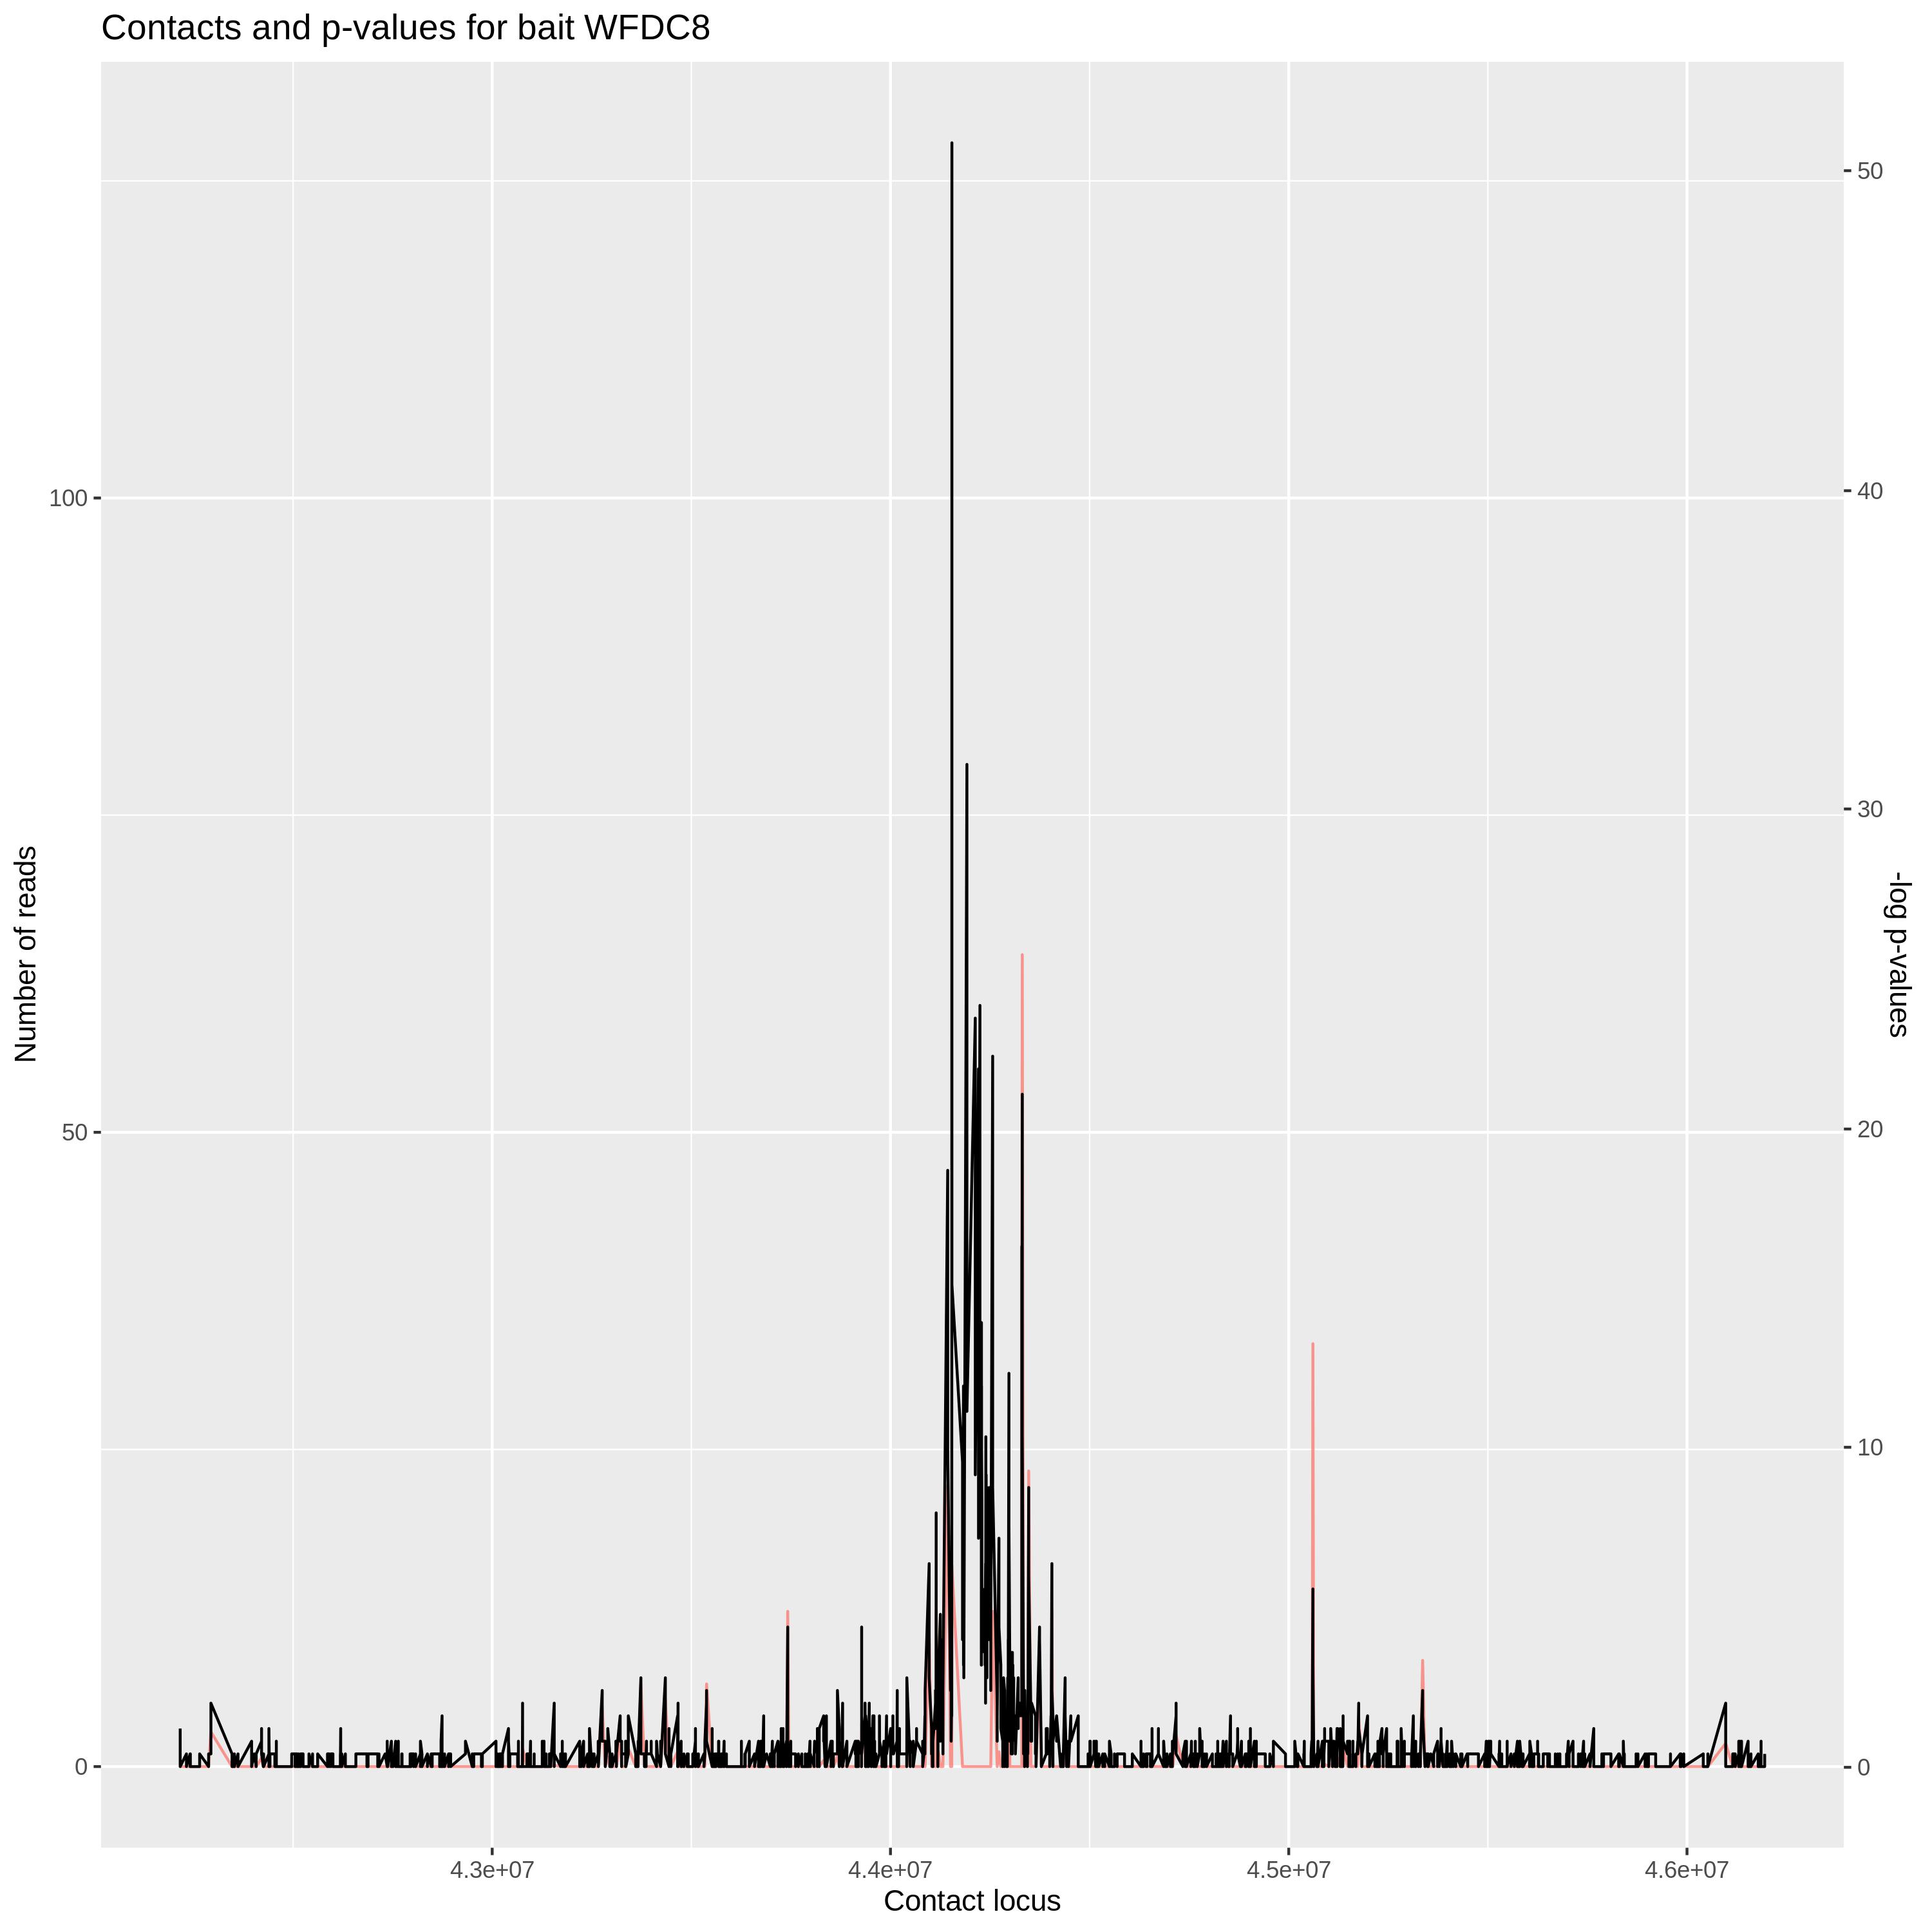 Contacts and p-values for bait WFDC8
Number of reads
100
50
0
50
40
30
20
10
0
-log p-values
4.3e+07 4.4e+07 4.5e+07 4.6e+07
Contact locus